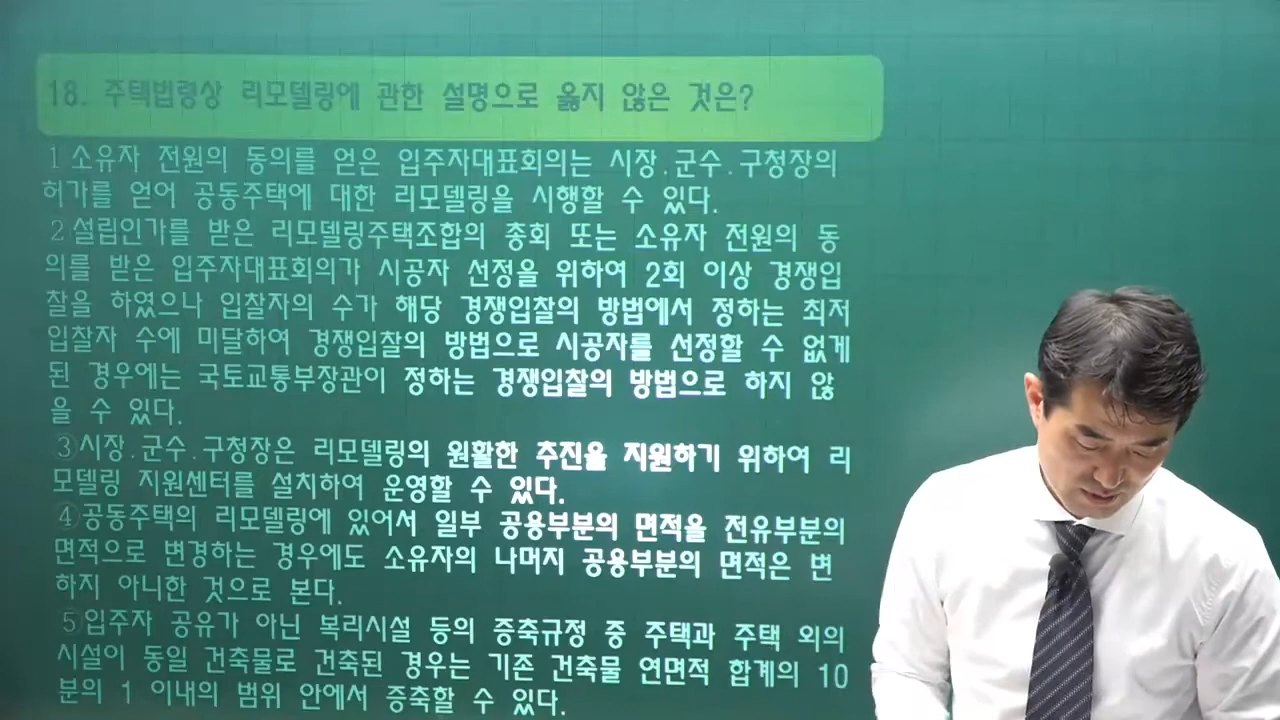 18. 주택법령상 리모델링에 관한 설명으로 옳지 않은 것은?
1 소유자 전원의 동의를 얻은 입주자대표회의는 시장.군수.구청장의
허가를 얻어 공동주택에 대한 리모델링을 시행할 수 있다.
2 설립인가를 받은 리모델링주택조합의 총회 또는 소유자 전원의 동
의를 받은 입주자대표회의가 시공자 선정을 위하여 2회 이상 경쟁입
찰을 하였으나 입찰자의 수가 해당 경쟁입찰의 방법에서 정하는 최저
입찰자 수에 미달하여 경쟁입찰의 방법으로 시공자를 선정할 수 없게
된 경우에는 국토교통부장관이 정하는 경쟁입찰의 방법으로 하지 않
을 수 있다.
③시장.군수.구청장은 리모델링의 원활한 추진을 지원하기 위하여 리
모델링 지원센터를 설치하여 운영할 수 있다.
④공동주택의 리모델링에 있어서 일부 공용부분의 면적을 전유부분의
면적으로 변경하는 경우에도 소유자의 나머지 공용부분의 면적은 변
하지 아니한 것으로 본다.
⑤입주자 공유가 아닌 복리시설 등의 증축규정 중 주택과 주택 외의
시설이 동일 건축물로 건축된 경우는 기존 건축물 연면적 합계의 10
분의 1 이내의 범위 안에서 증축할 수 있다.